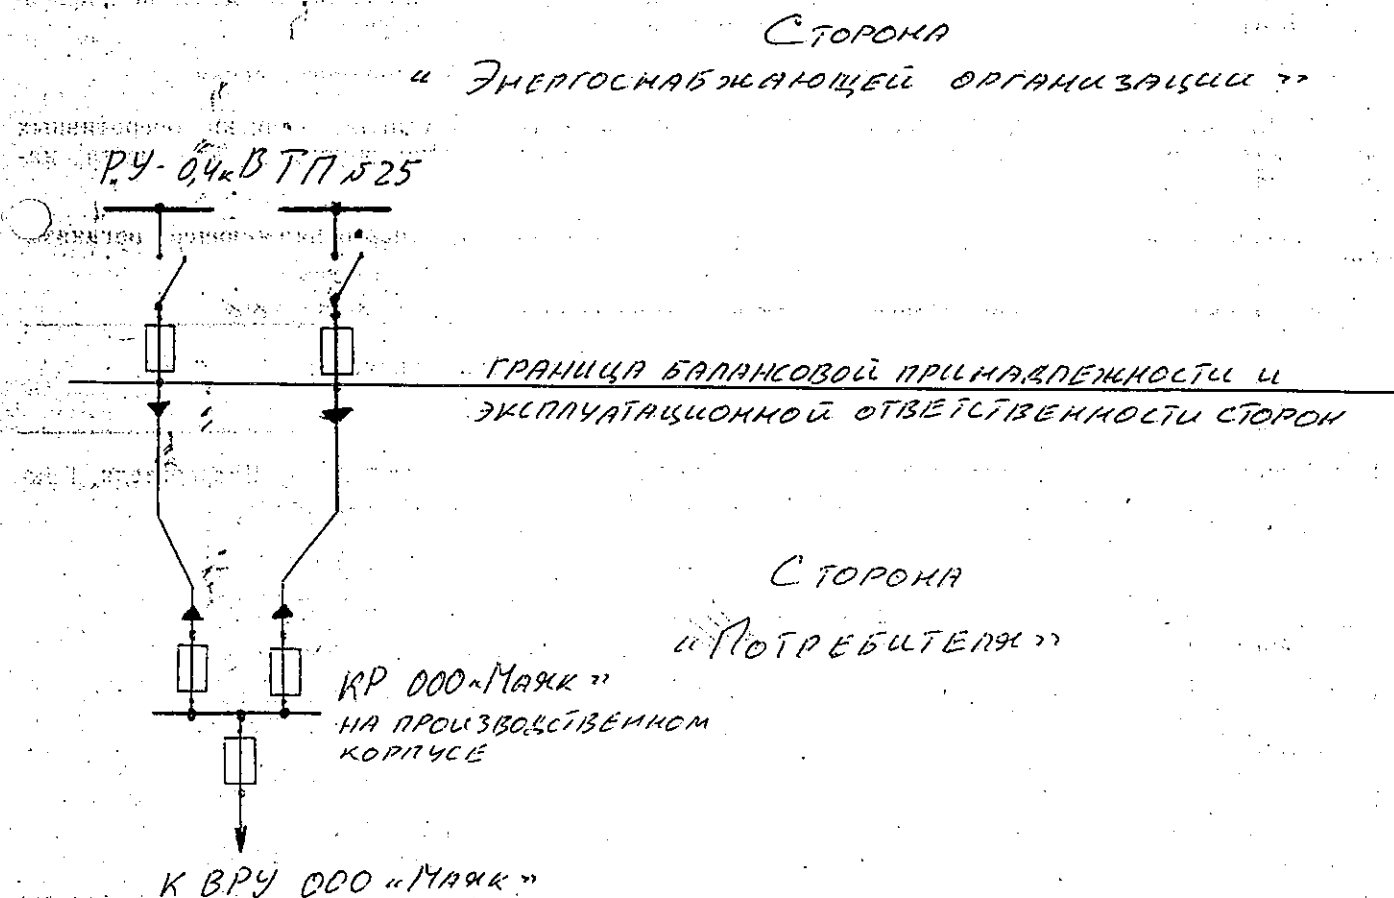 Сторона
« Энергоснабжающей организации »
РУ-0,4кВ ТП №25
граница балансовой принадлежности и
эксплуатационной ответственности сторон
Сторона
«Потребителя»
КР ООО «Маяк»
на производственном
корпусе
К ВРУ ООО «Маяк»